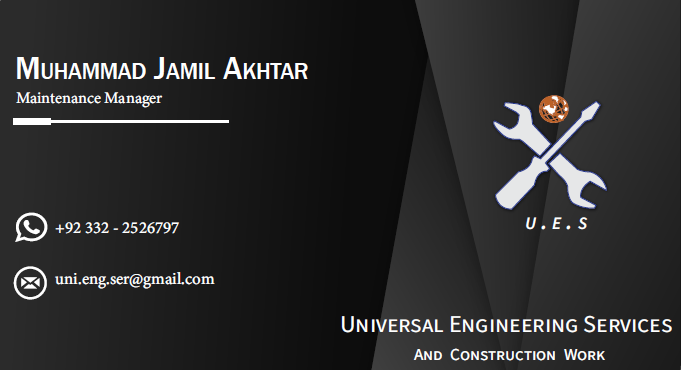 Muhammad Jamil Akhtar
Maintenance Manager
+92 332 - 2526797
uni.eng.ser@gmail.com
U.E.S
Universal Engineering Services
And Construction Work